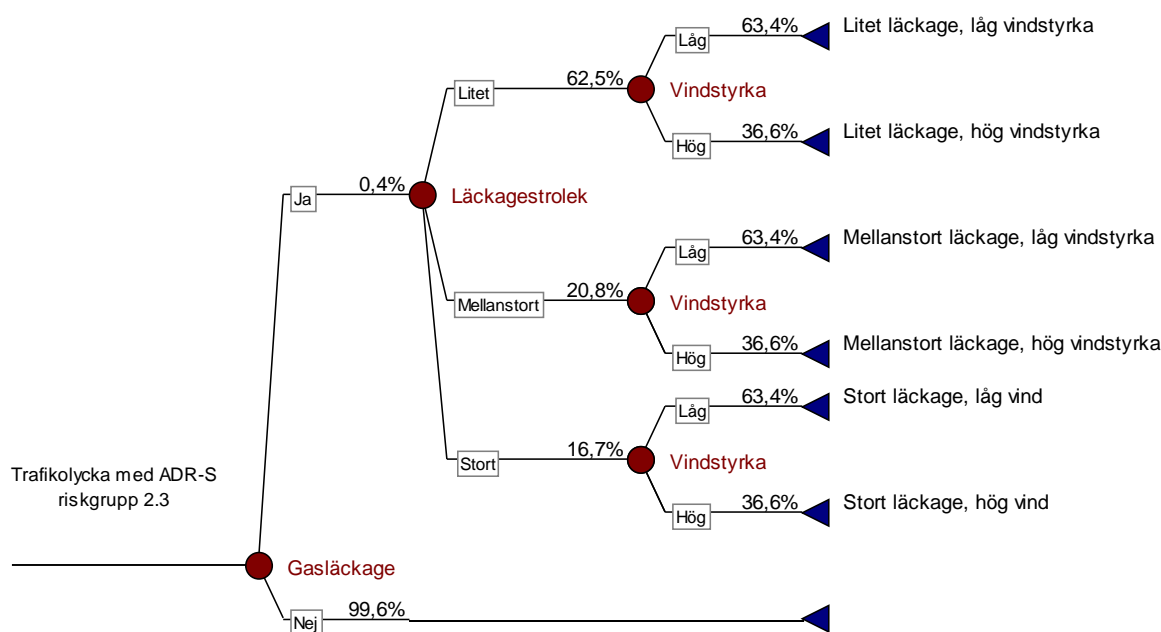 63,4%
Litet läckage, låg vindstyrka
Låg
62,5%
Vindstyrka
Litet
36,6%
Litet läckage, hög vindstyrka
Hög
0,4%
Läckagestrolek
Ja
63,4%
Mellanstort läckage, låg vindstyrka
Låg
20,8%
Vindstyrka
Mellanstort
36,6%
Mellanstort läckage, hög vindstyrka
Hög
63,4%
Stort läckage, låg vind
Låg
16,7%
Vindstyrka
Stort
36,6%
Stort läckage, hög vind
Hög
Trafikolycka med ADR-S
riskgrupp 2.3
Gasläckage
99,6%
Nej